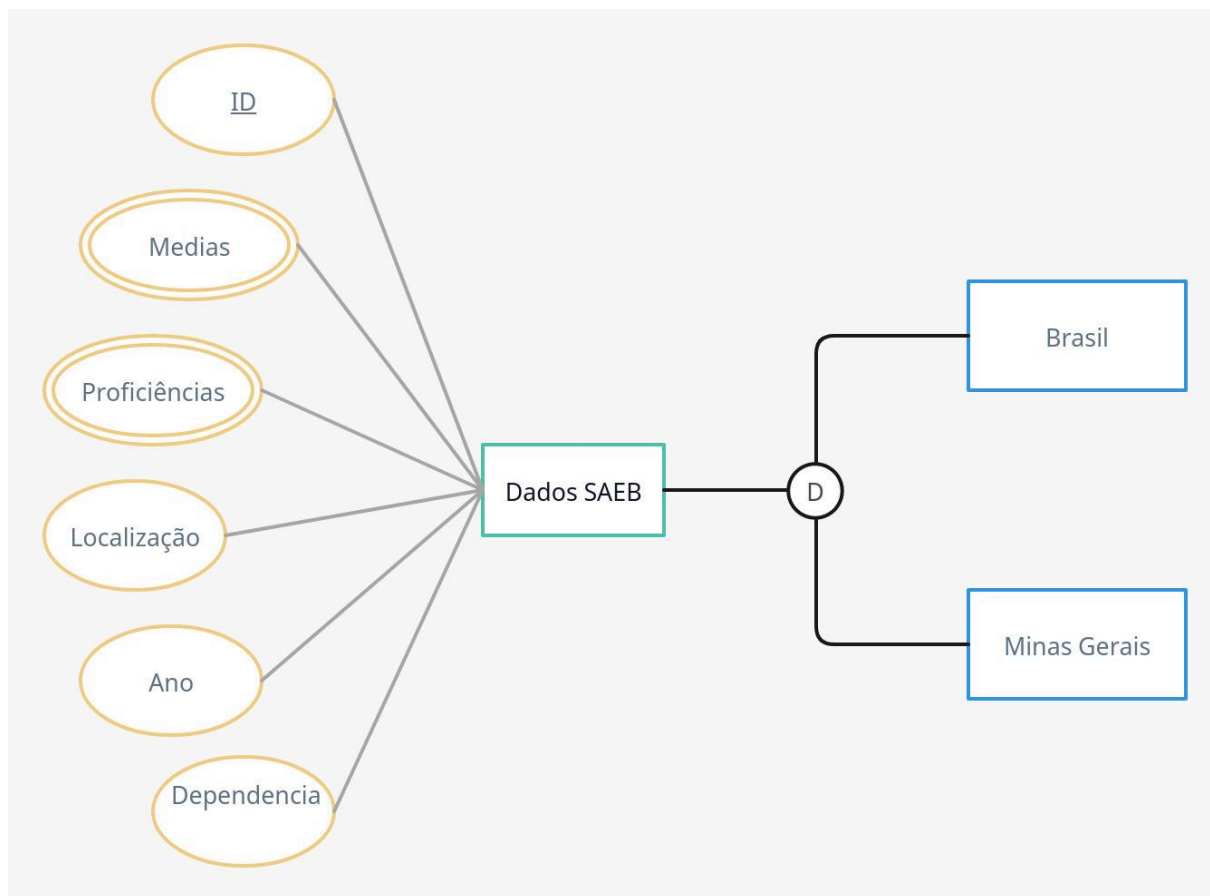 ID
Medias
Proficiências
Localização
Ano
Dependencia
Dados SAEB
D
Brasil
Minas Gerais